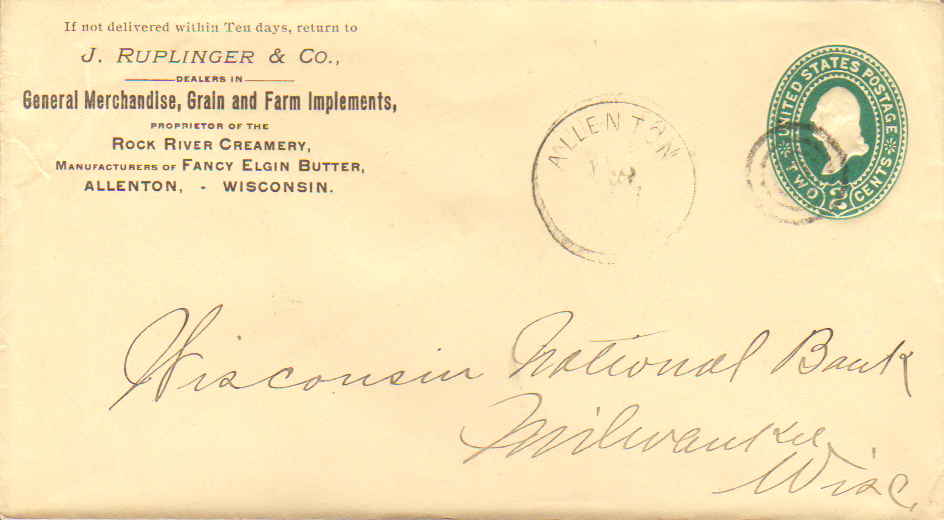 If not delivered within Ten days, return to
J. RUPLINGER & CO.,
DEALERS IN
General Merchandise, Grain and Farm Implements,
PROPRIETOR OF THE
ROCK RIVER CREAMERY,
MANUFACTURERS OF FANCY ELGIN BUTTER,
ALLENTON, - WISCONSIN.
ALLENTON
UNITED STATES POSTAGE
TWO 2 CENTS
Wisconsin National Bank
Milwaukee
Wisc.